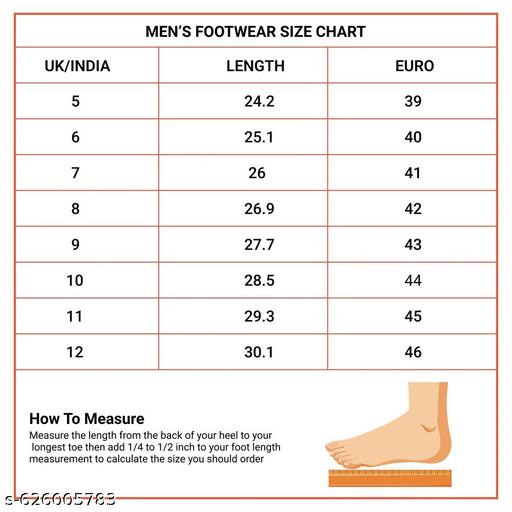 MEN'S FOOTWEAR SIZE CHART
UK/INDIA LENGTH EURO
5 24.2 39
6 25.1 40
7 26 41
8 26.9 42
9 27.7 43
10 28.5 44
11 29.3 45
12 30.1 46
How To Measure
Measure the length from the back of your heel to your
longest toe then add 1/4 to 1/2 inch to your foot length
measurement to calculate the size you should order
s-626005783